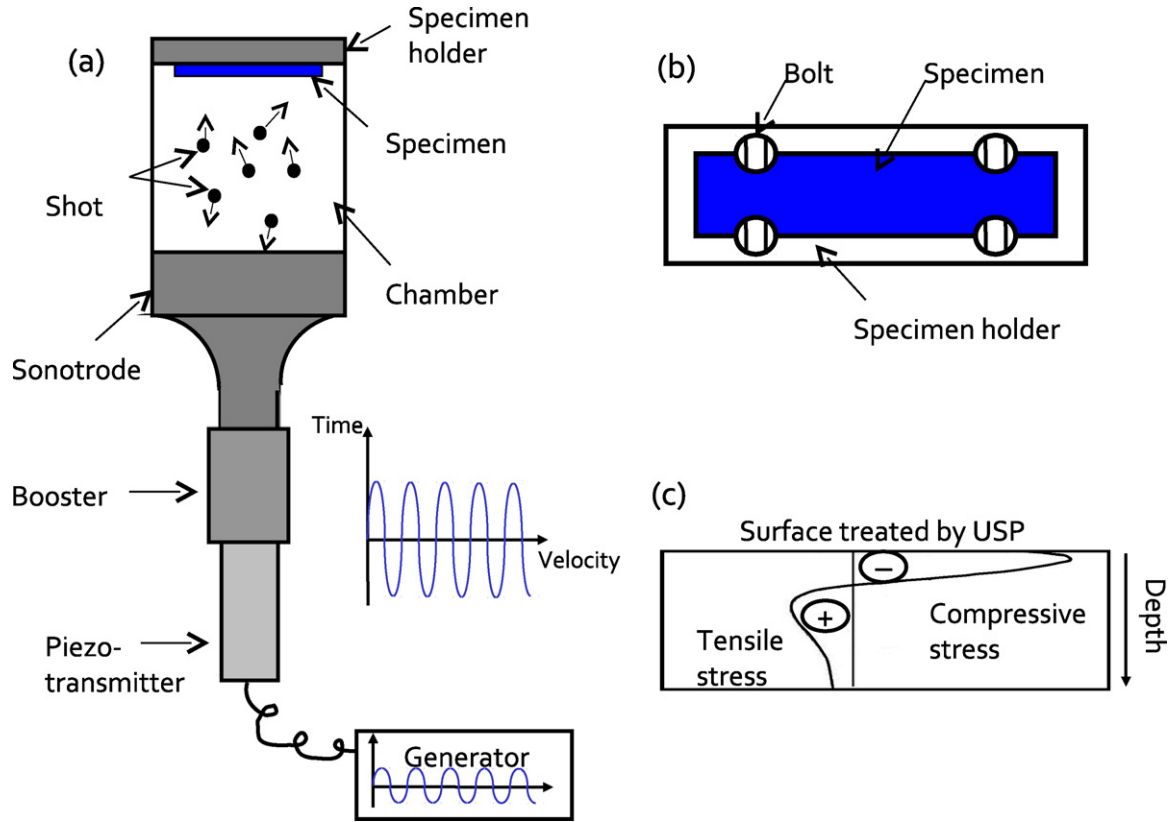 (a)
Specimen
holder
Specimen
Shot
Chamber
Sonotrode
Time
Velocity
Booster
Piezo-
transmitter
Generator
(b)
Bolt
Specimen
Specimen holder
(c)
Surface treated by USP
−
+
Tensile
stress
Compressive
stress
Depth